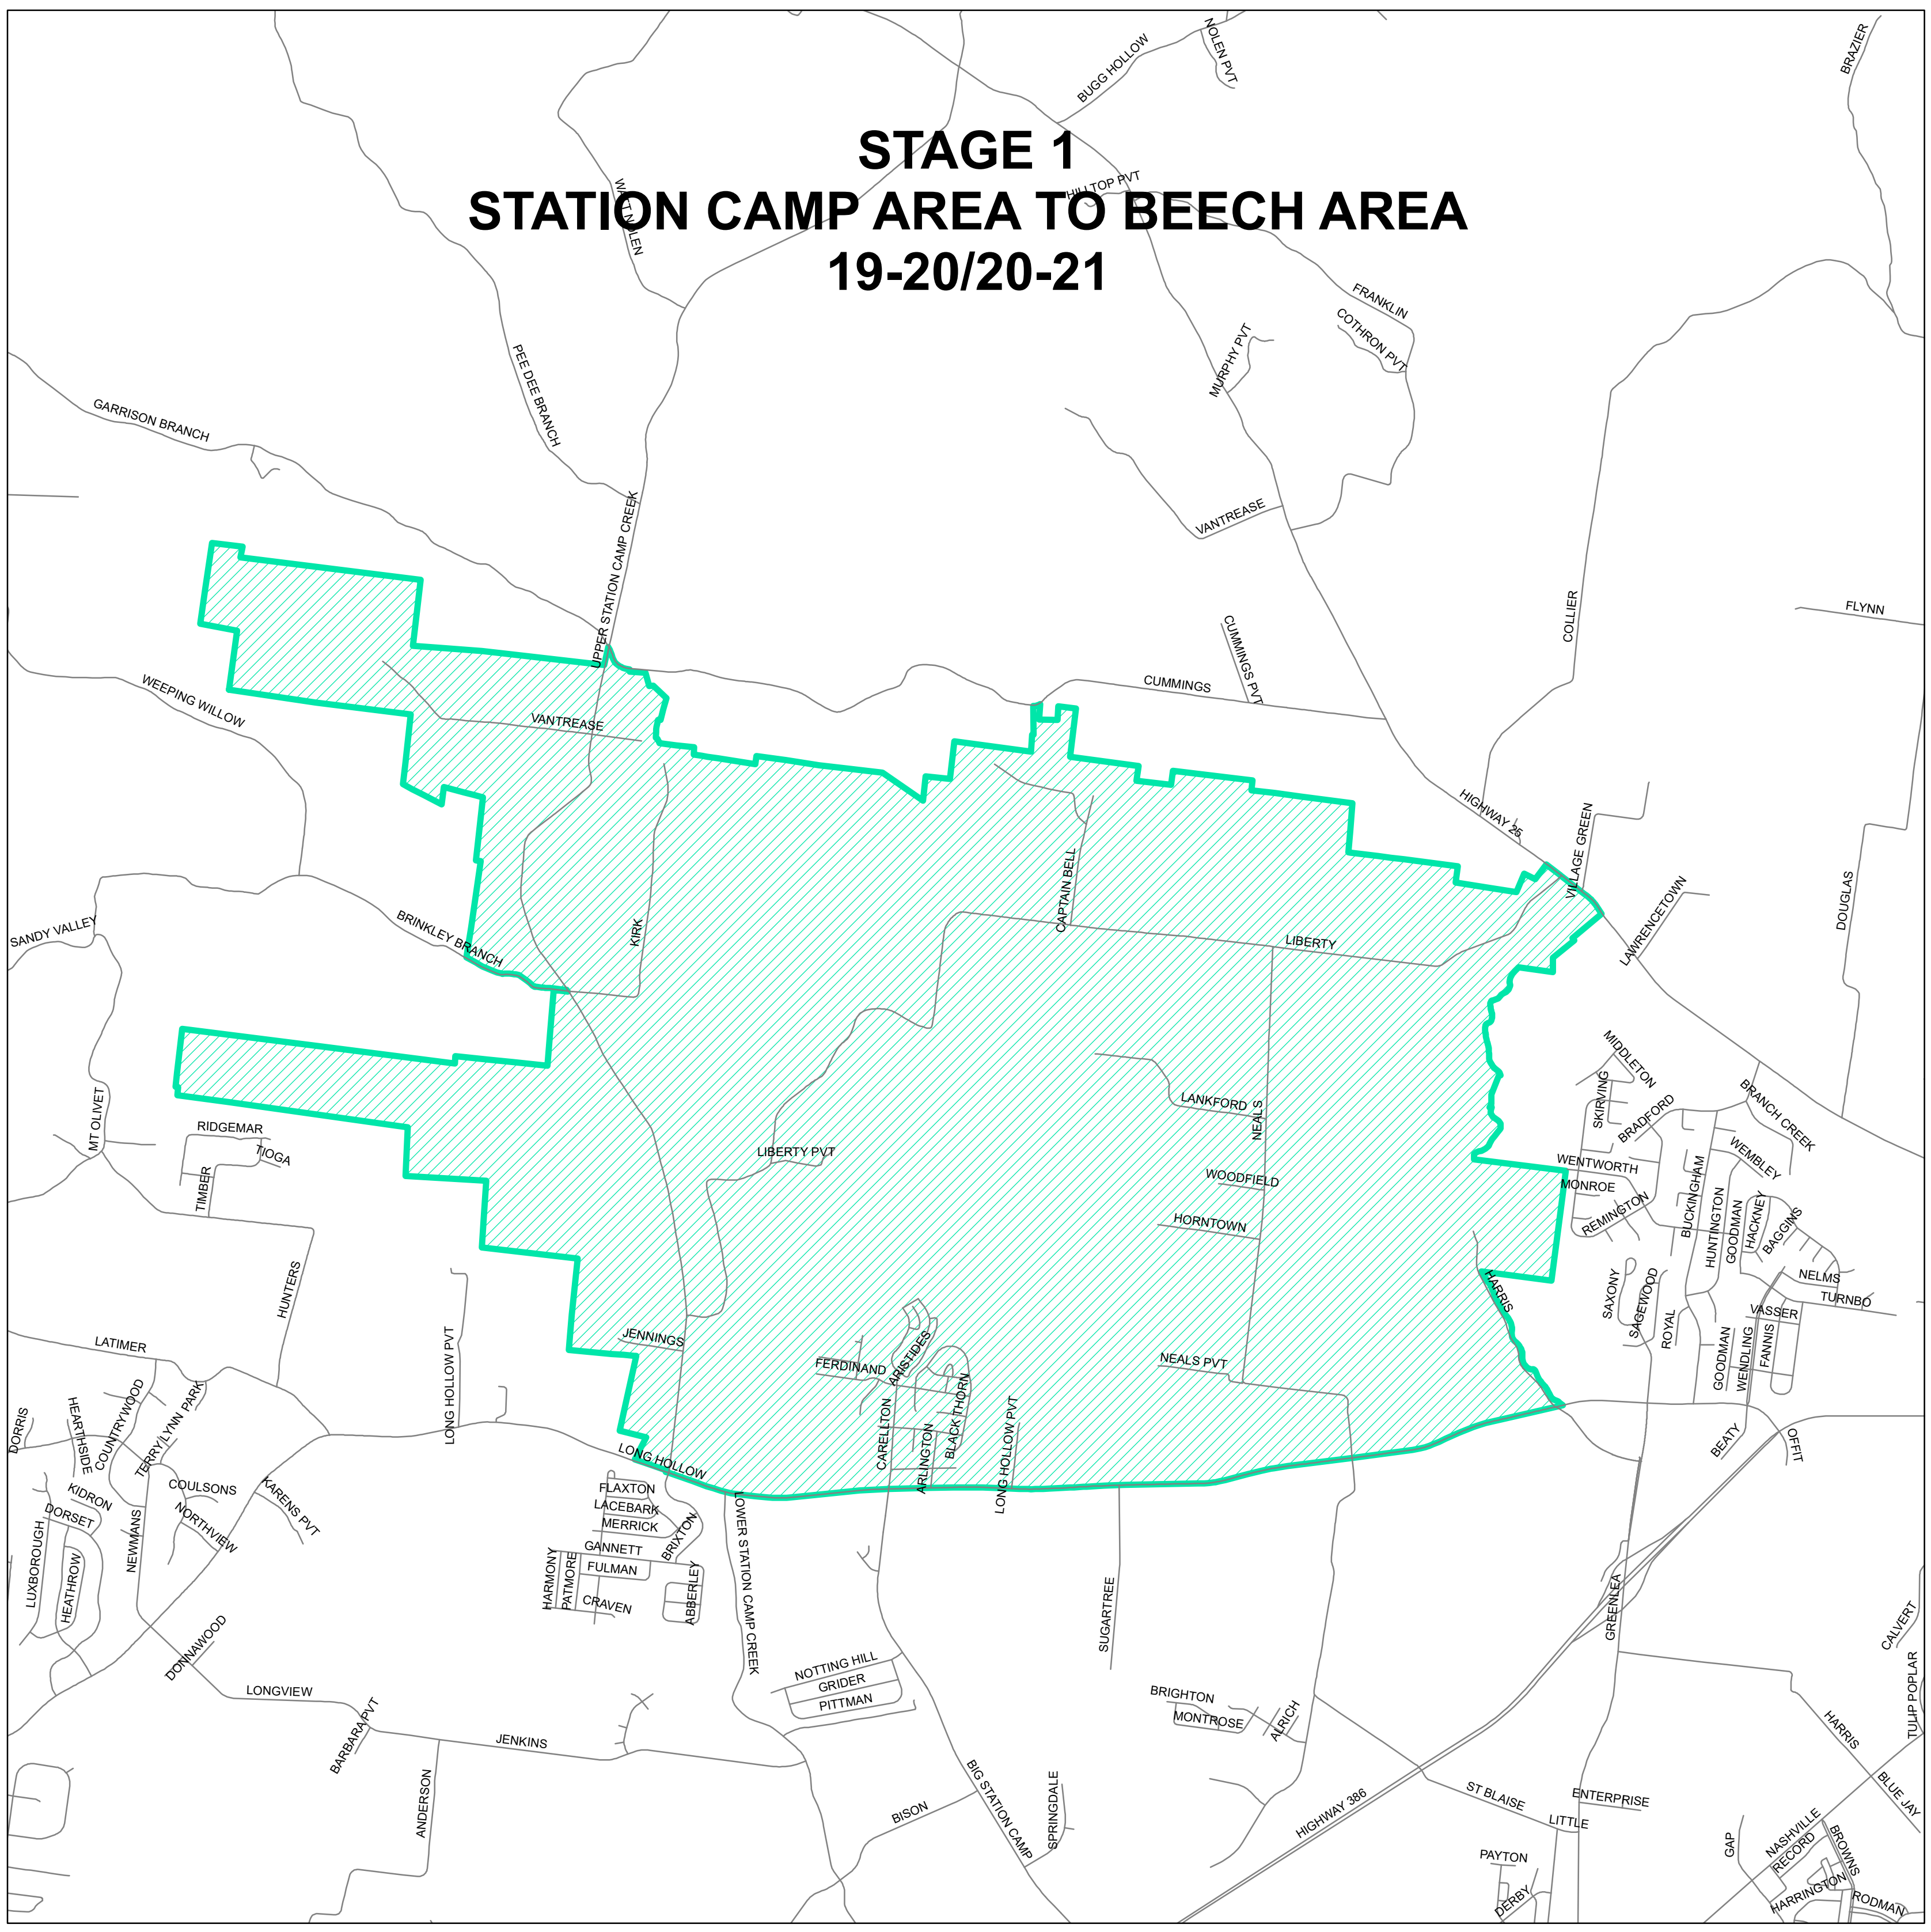 STAGE 1
STATION CAMP AREA TO BEECH AREA
19-20/20-21
NOLEN PVT
BUGG HOLLOW
BRAZIER
HILLTOP PVT
WATT NOLEN
FRANKLIN
COTHRON PVT
MURPHY PVT
PEE DEE BRANCH
GARRISON BRANCH
UPPER STATION CAMP CREEK
VANTREASE
COLLIER
FLYNN
CUMMINGS PVT
CUMMINGS
WEEPING WILLOW
VANTREASE
HIGHWAY 25
VILLAGE GREEN
CAPTAIN BELL
LAWRENCETOWN
DOUGLAS
SANDY VALLEY
BRINKLEY BRANCH
KIRK
LIBERTY
MIDDLETON
SKIRVING
BRADFORD
BRANCH CREEK
MT OLIVET
RIDGEMAR
TIOGA
TIMBER
LANKFORD
NEALS
LIBERTY PVT
WOODFIELD
HORNTOWN
WENTWORTH
MONROE
REMINGTON
WEMBLEY
BUCKINGHAM
HUNTINGTON
GOODMAN
HACKNEY
BAGGINS
HUNTERS
HARRIS
SAXONY
SAGEWOOD
ROYAL
NELMS
TURNBO
VASSER
FANNIS
WENDLING
GOODMAN
LATIMER
LONG HOLLOW PVT
JENNINGS
FERDINAND
ARISTIDES
NEALS PVT
DORRIS
HEARTHSIDE
COUNTRYWOOD
TERRY LYNN
PARK
CARELLTON
ARLINGTON
BLACK THORN
LONG HOLLOW PVT
LONG HOLLOW
BEATY
OFFIT
KIDRON
DORSET
COULSONS
NORTHVIEW
KARENS PVT
FLAXTON
LACEBARK
MERRICK
BRIXTON
GANNETT
FULMAN
HARMONY
PATMORE
CRAVEN
ABBERLEY
LOWER STATION CAMP CREEK
LUXBOROUGH
HEATHROW
NEWMANS
SUGARTREE
GREENLEA
CALVERT
TULIP POPLAR
DONNAWOOD
LONGVIEW
BARBARA PVT
NOTTING HILL
GRIDER
PITTMAN
BRIGHTON
MONTROSE
ALRICH
HARRIS
JENKINS
ANDERSON
BISON
BIG STATION CAMP
SPRINGDALE
HIGHWAY 386
ST BLAISE
ENTERPRISE
LITTLE
BLUE JAY
PAYTON
DERBY
GAP
NASHVILLE
RECORD
BROWNS
HARRINGTON
RODMAN